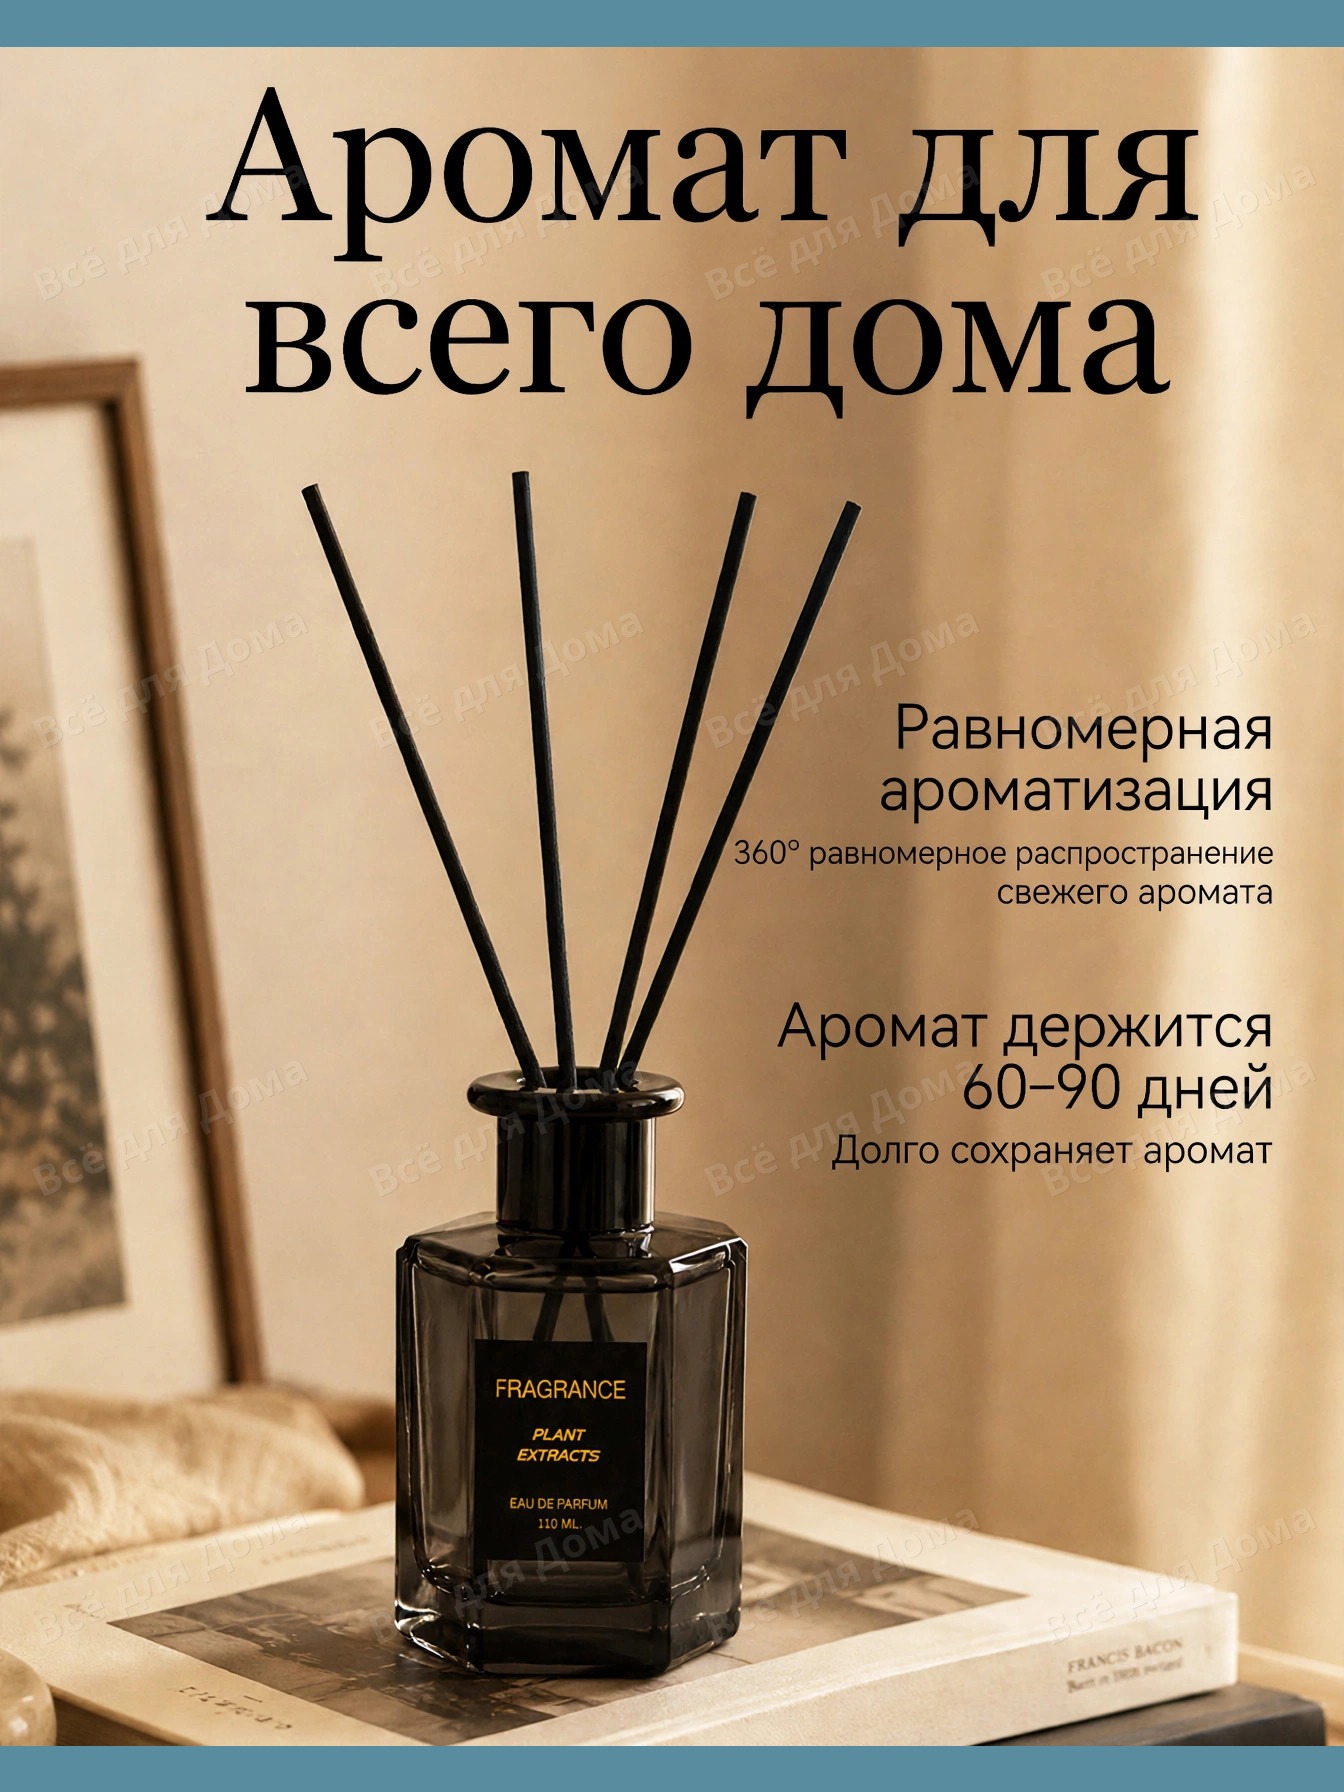 Аромат для
всего дома
Равномерная
ароматизация
360° равномерное распространение
свежего аромата
Аромат держится
60–90 дней
Долго сохраняет аромат
FRAGRANCE
PLANT
EXTRACTS
EAU DE PARFUM
110 ML.
FRANCIS BACON
Всё для Дома